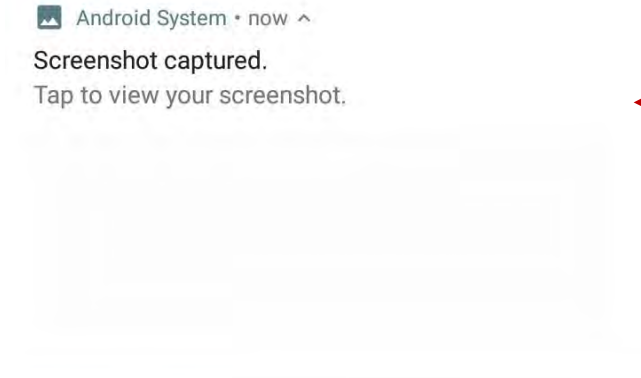 Android System • now
Screenshot captured.
Tap to view your screenshot.